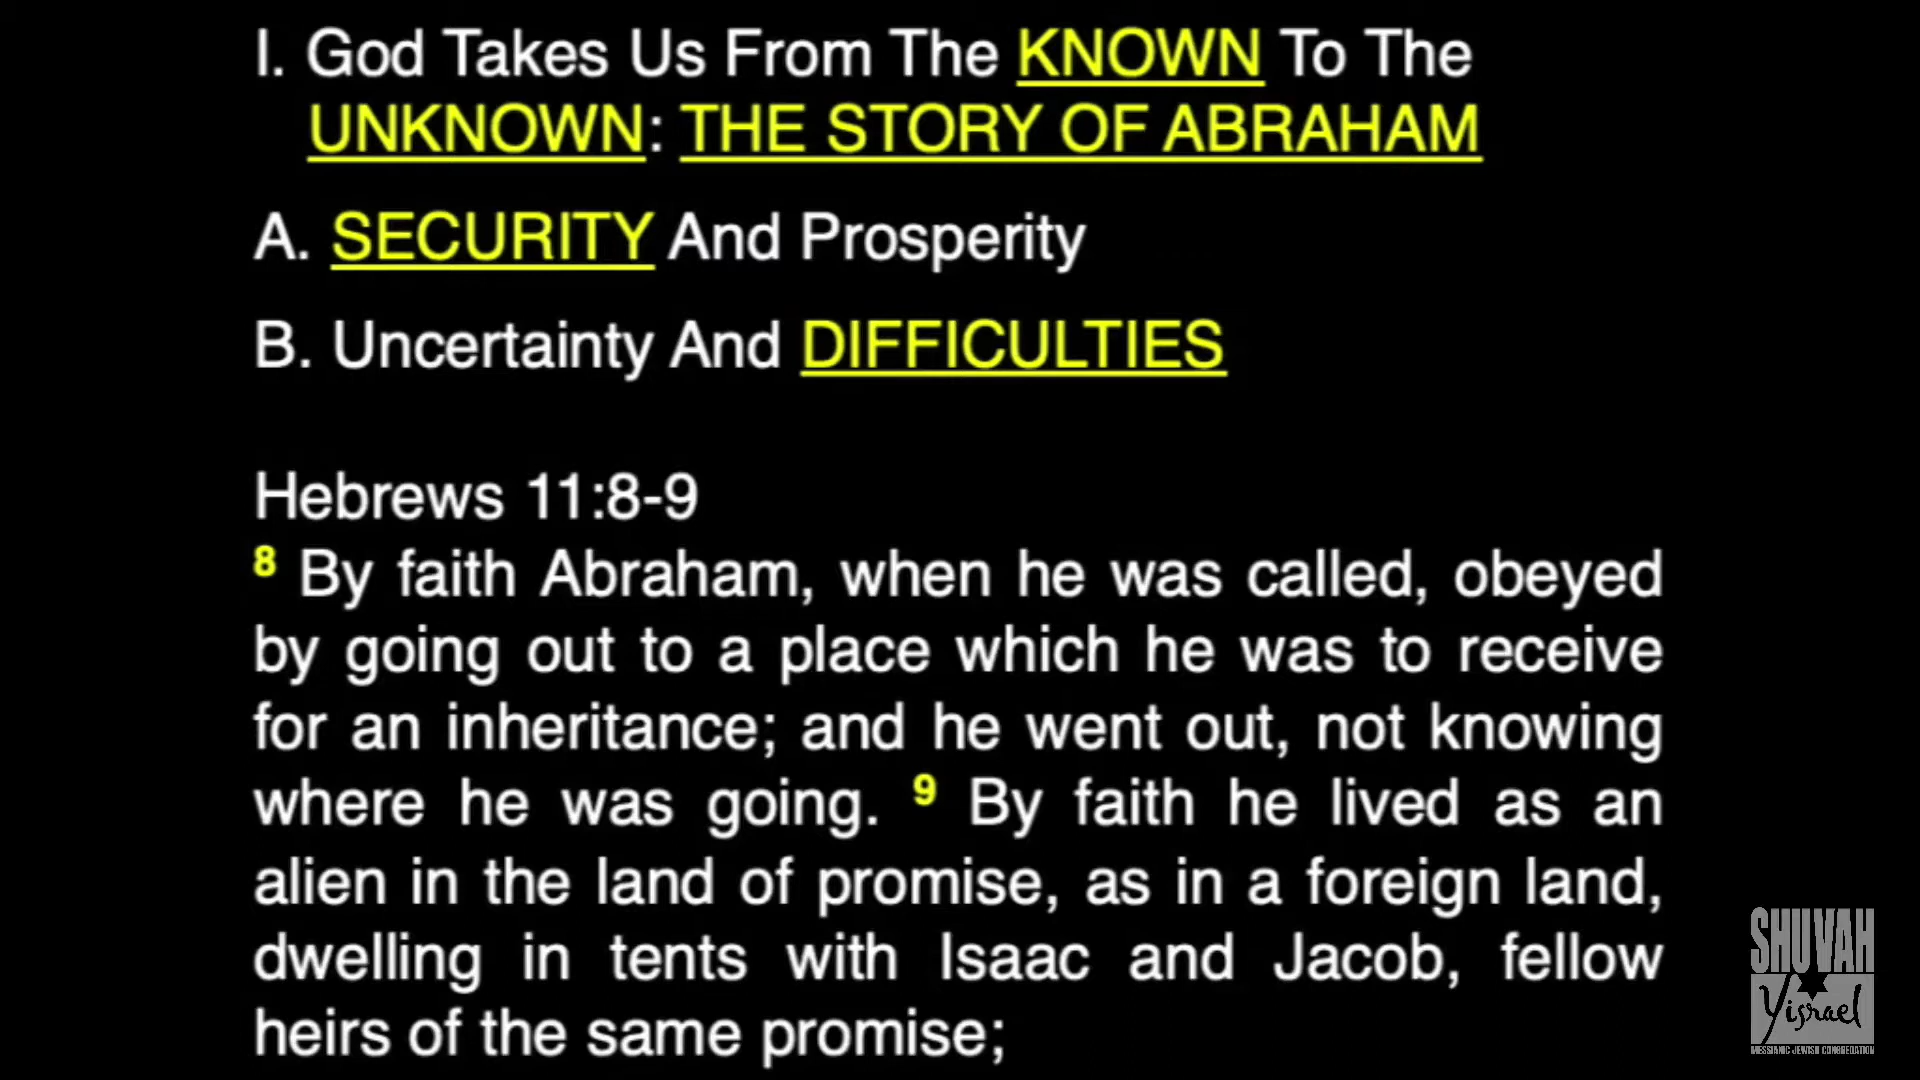 I. God Takes Us From The KNOWN To The
UNKNOWN: THE STORY OF ABRAHAM
A. SECURITY And Prosperity
B. Uncertainty And DIFFICULTIES
Hebrews 11:8-9
8 By faith Abraham, when he was called, obeyed
by going out to a place which he was to receive
for an inheritance; and he went out, not knowing
where he was going. 9 By faith he lived as an
alien in the land of promise, as in a foreign land,
dwelling in tents with Isaac and Jacob, fellow
heirs of the same promise;
SHUVAH
Yisrael
MESSIANIC JEWISH CONGREGATION